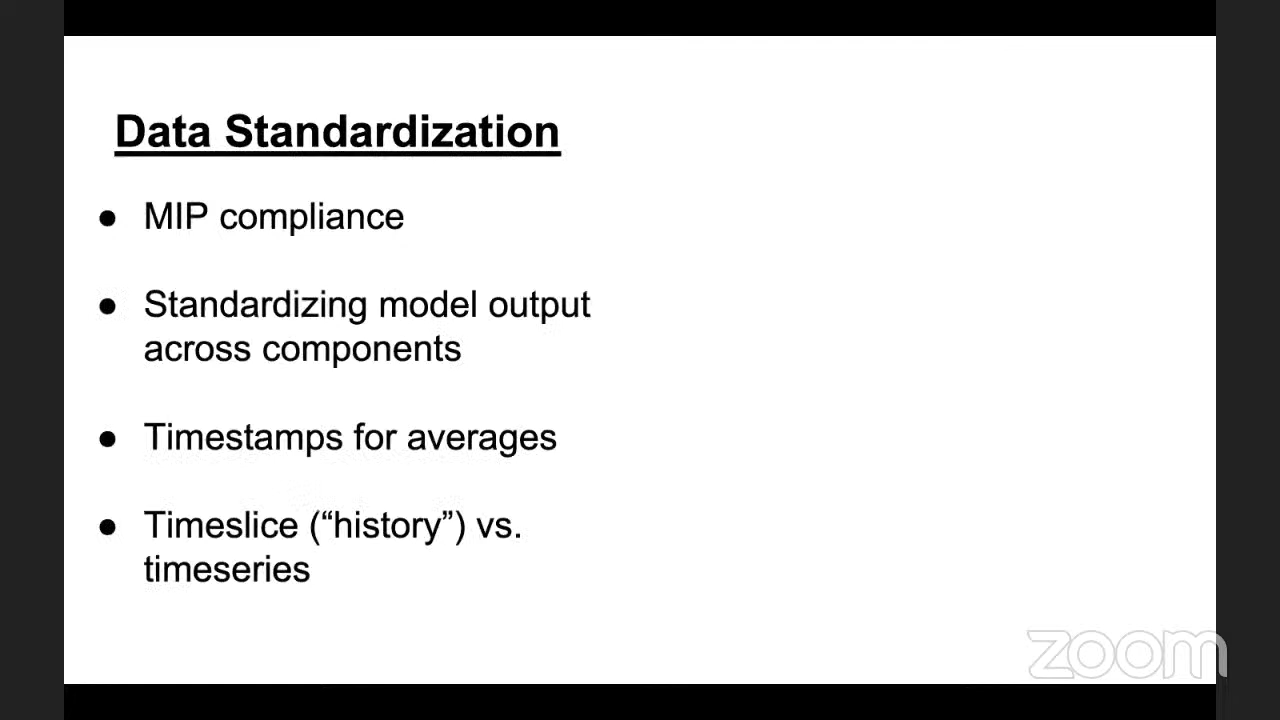 Data Standardization
● MIP compliance
● Standardizing model output
across components
● Timestamps for averages
● Timeslice (“history”) vs.
timeseries
zoom